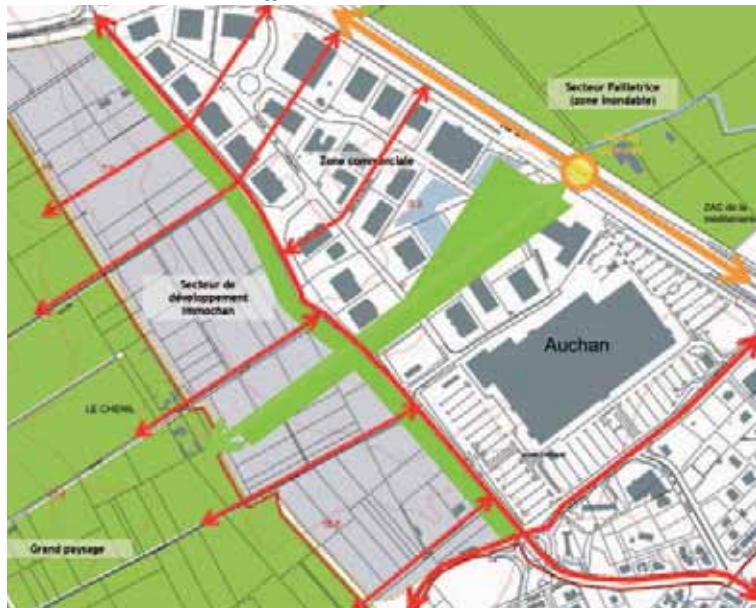 Secteur Pailletrice
(zone inondable)
Zone commerciale
ZAC de la
Secteur de
développement
Immochan
Auchan
LE CHENIL
Grand paysage